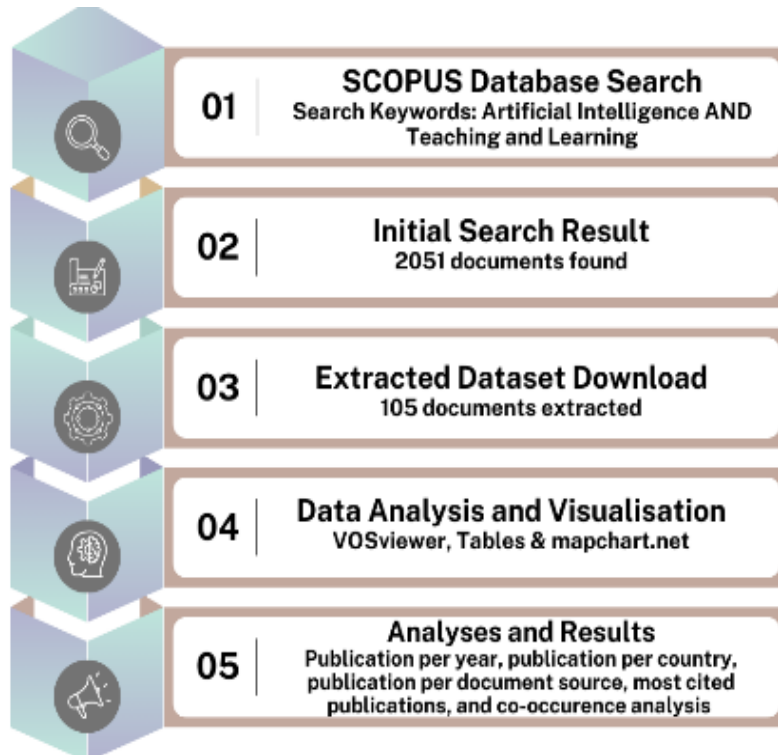 01
SCOPUS Database Search
Search Keywords: Artificial Intelligence AND
Teaching and Learning
02
Initial Search Result
2051 documents found
03
Extracted Dataset Download
105 documents extracted
04
Data Analysis and Visualisation
VOSviewer, Tables & mapchart.net
05
Analyses and Results
Publication per year, publication per country,
publication per document source, most cited
publications, and co-occurence analysis